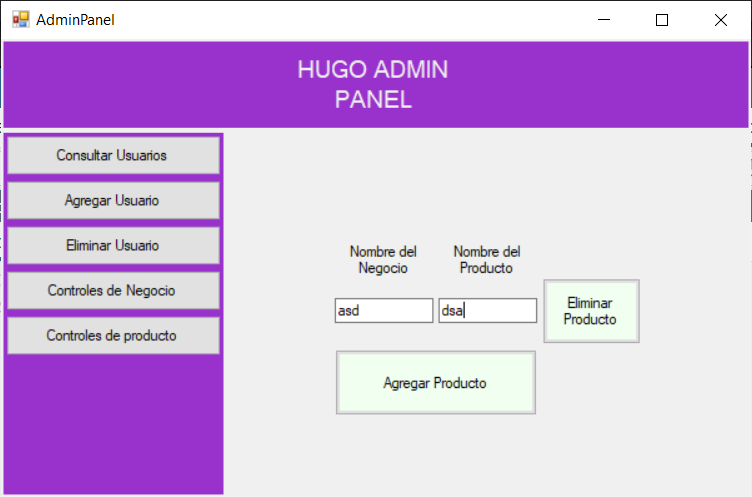 AdminPanel
HUGO ADMIN
PANEL
Consultar Usuarios
Agregar Usuario
Eliminar Usuario
Controles de Negocio
Controles de producto
Nombre del
Negocio
Nombre del
Producto
asd
dsa
Eliminar
Producto
Agregar Producto